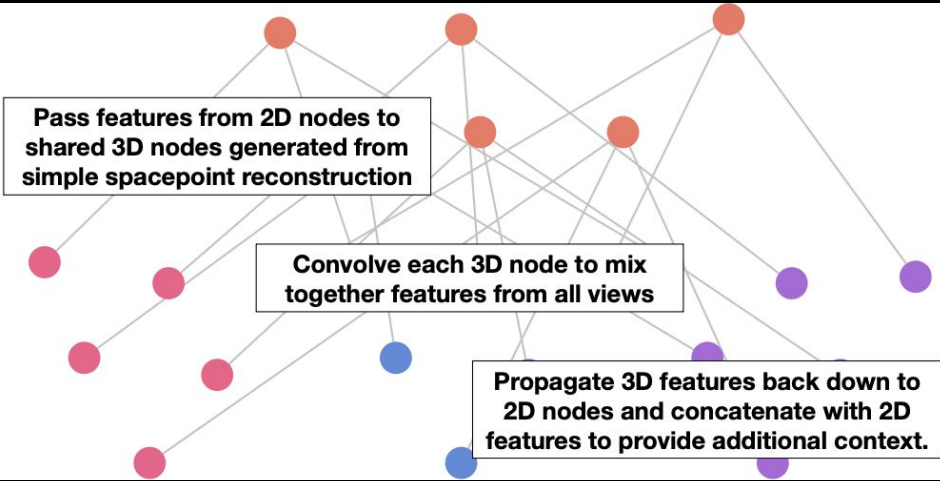 Pass features from 2D nodes to
shared 3D nodes generated from
simple spacepoint reconstruction
Convolve each 3D node to mix
together features from all views
Propagate 3D features back down to
2D nodes and concatenate with 2D
features to provide additional context.